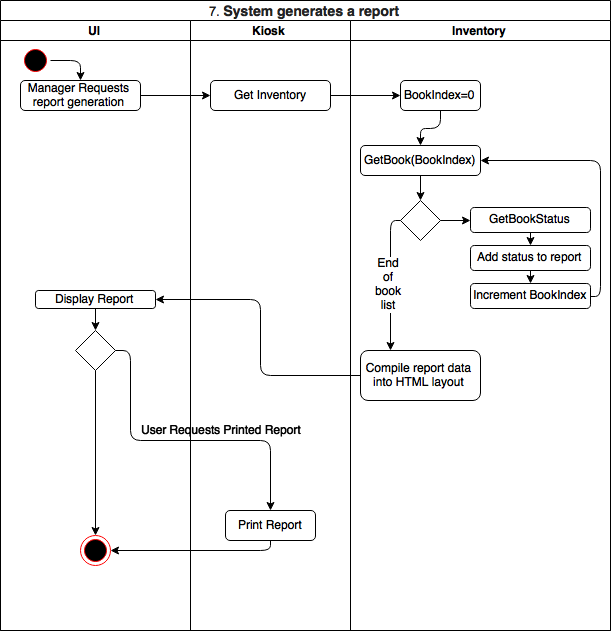 7. System generates a report
UI
Kiosk
Inventory
Manager Requests
report generation
Get Inventory
BookIndex=0
GetBook(BookIndex)
GetBookStatus
Add status to report
Increment BookIndex
End
of
book
list
Display Report
Compile report data
into HTML layout
User Requests Printed Report
Print Report